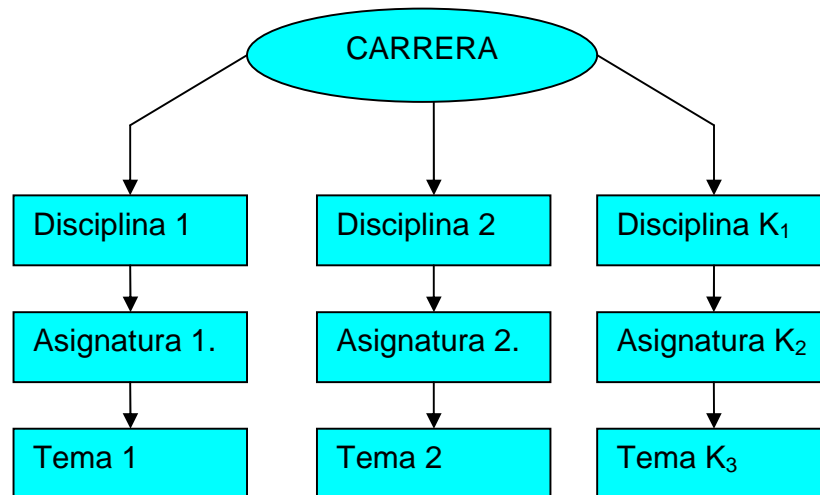 CARRERA
Disciplina 1
Disciplina 2
Disciplina K₁
Asignatura 1.
Asignatura 2.
Asignatura K₂
Tema 1
Tema 2
Tema K₃